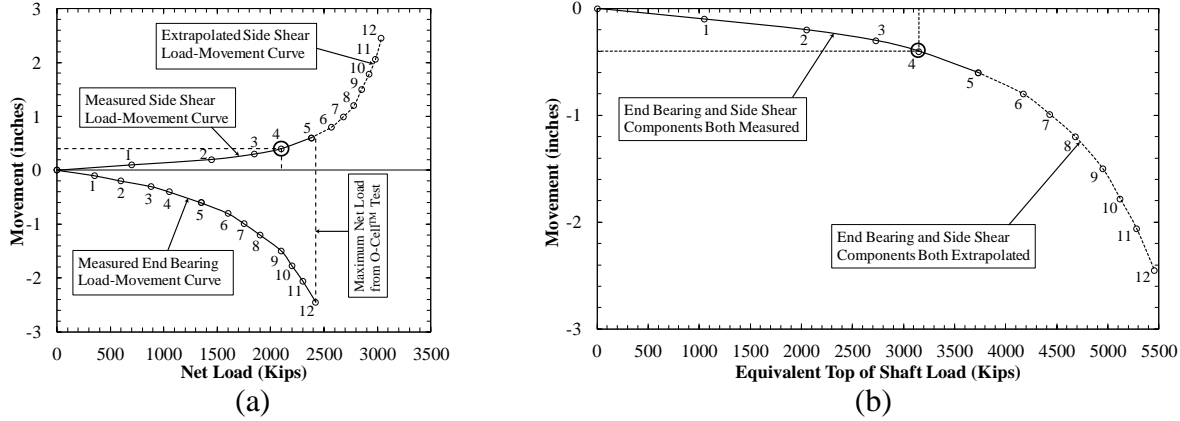 3
2
1
0
-1
-2
-3
Movement (inches)
Extrapolated Side Shear
Load-Movement Curve
Measured Side Shear
Load-Movement Curve
1
2
3
4
5
6
7
8
9
10
11
12
1
2
3
4
5
6
7
8
9
10
11
12
Measured End Bearing
Load-Movement Curve
Maximum Net Load
from O-Cell™ Test
0 500 1000 1500 2000 2500 3000 3500
Net Load (Kips)
(a)
-0
-1
-2
-3
Movement (inches)
1
2
3
4
5
6
7
8
9
10
11
12
End Bearing and Side Shear
Components Both Measured
End Bearing and Side Shear
Components Both Extrapolated
0 500 1000 1500 2000 2500 3000 3500 4000 4500 5000 5500
Equivalent Top of Shaft Load (Kips)
(b)